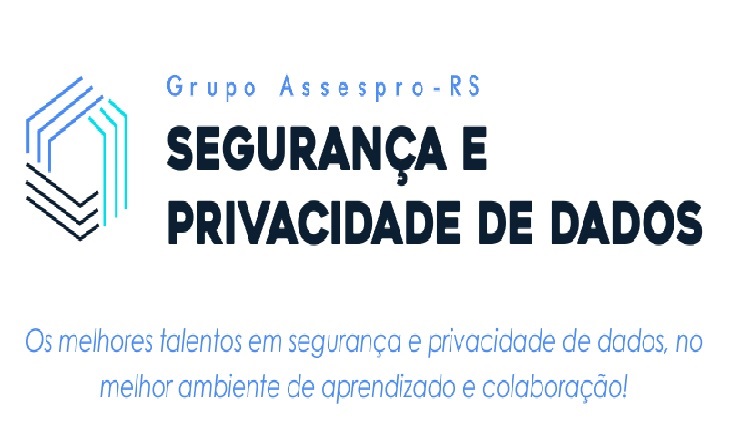 Grupo Assespro-RS
SEGURANÇA E
PRIVACIDADE DE DADOS
Os melhores talentos em segurança e privacidade de dados, no
melhor ambiente de aprendizado e colaboração!